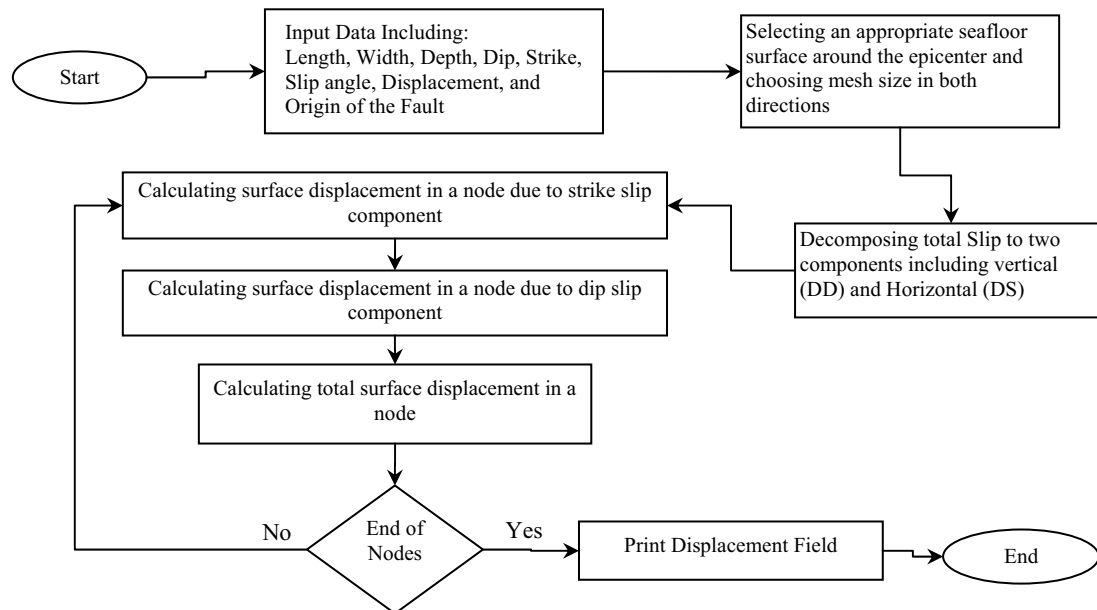 Start
Input Data Including:
Length, Width, Depth, Dip, Strike,
Slip angle, Displacement, and
Origin of the Fault
Selecting an appropriate seafloor
surface around the epicenter and
choosing mesh size in both
directions
Decomposing total Slip to two
components including vertical
(DD) and Horizontal (DS)
Calculating surface displacement in a node due to strike slip
component
Calculating surface displacement in a node due to dip slip
component
Calculating total surface displacement in a
node
End of
Nodes
No
Yes
Print Displacement Field
End